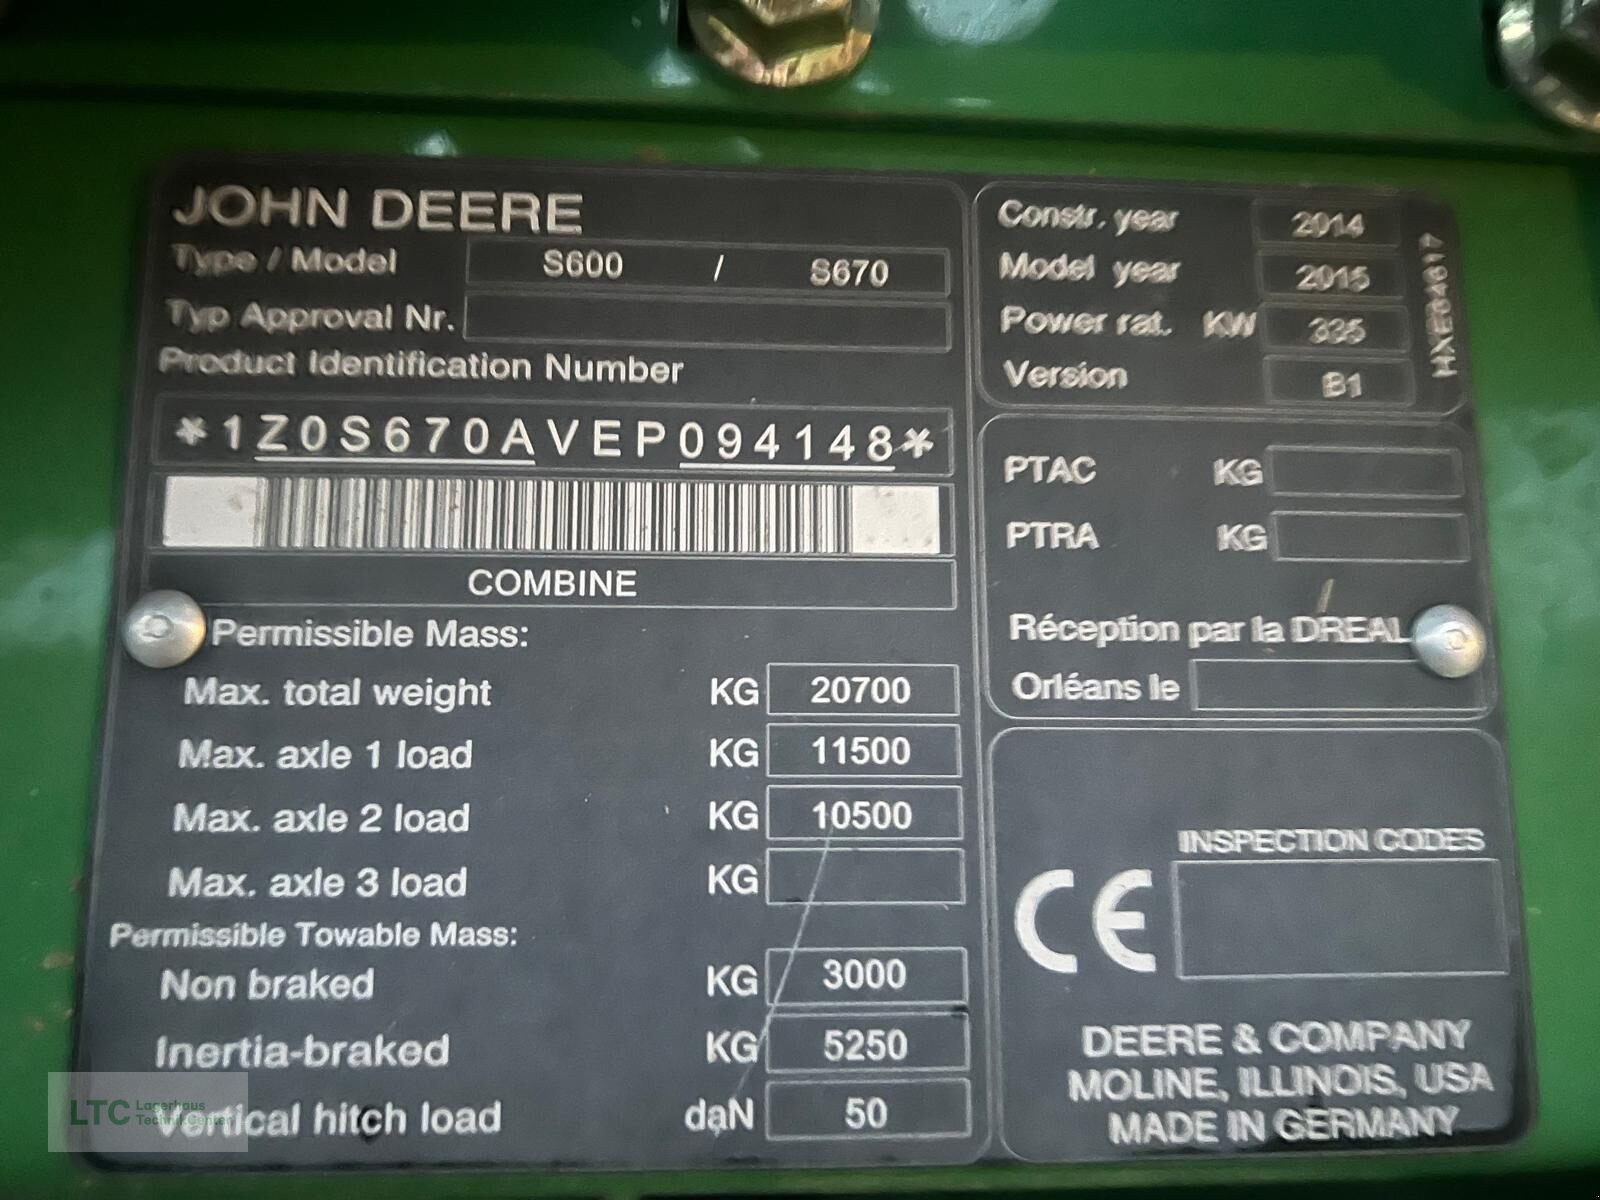 JOHN DEERE
Type / Model S600 / S670
Typ Approval Nr.
Product Identification Number
*1Z0S670AVEP094148*
COMBINE
Permissible Mass:
Max. total weight KG 20700
Max. axle 1 load KG 11500
Max. axle 2 load KG 10500
Max. axle 3 load KG
Permissible Towable Mass:
Non braked KG 3000
Inertia-braked KG 5250
Vertical hitch load daN 50
Constr. year 2014
Model year 2015
Power rat. KW 335
Version B1
HXE84617
PTAC KG
PTRA KG
Réception par la DREAL
Orléans le
INSPECTION CODES
CE
DEERE & COMPANY
MOLINE, ILLINOIS, USA
MADE IN GERMANY
LTC Lagerhaus
TechnikCenter